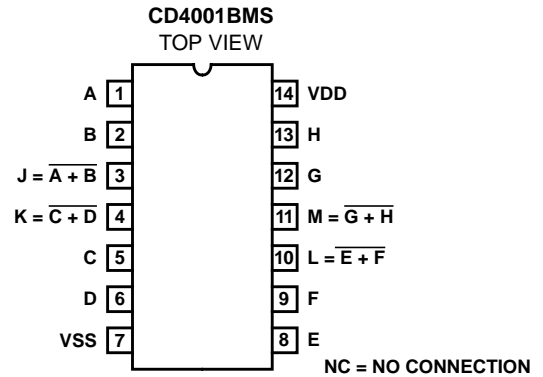 CD4001BMS
TOP VIEW
A 1 14 VDD
B 2 13 H
J = A̅ ̅+̅ ̅B̅ 3 12 G
K = C̅ ̅+̅ ̅D̅ 4 11 M = G̅ ̅+̅ ̅H̅
C 5 10 L = E̅ ̅+̅ ̅F̅
D 6 9 F
VSS 7 8 E
NC = NO CONNECTION